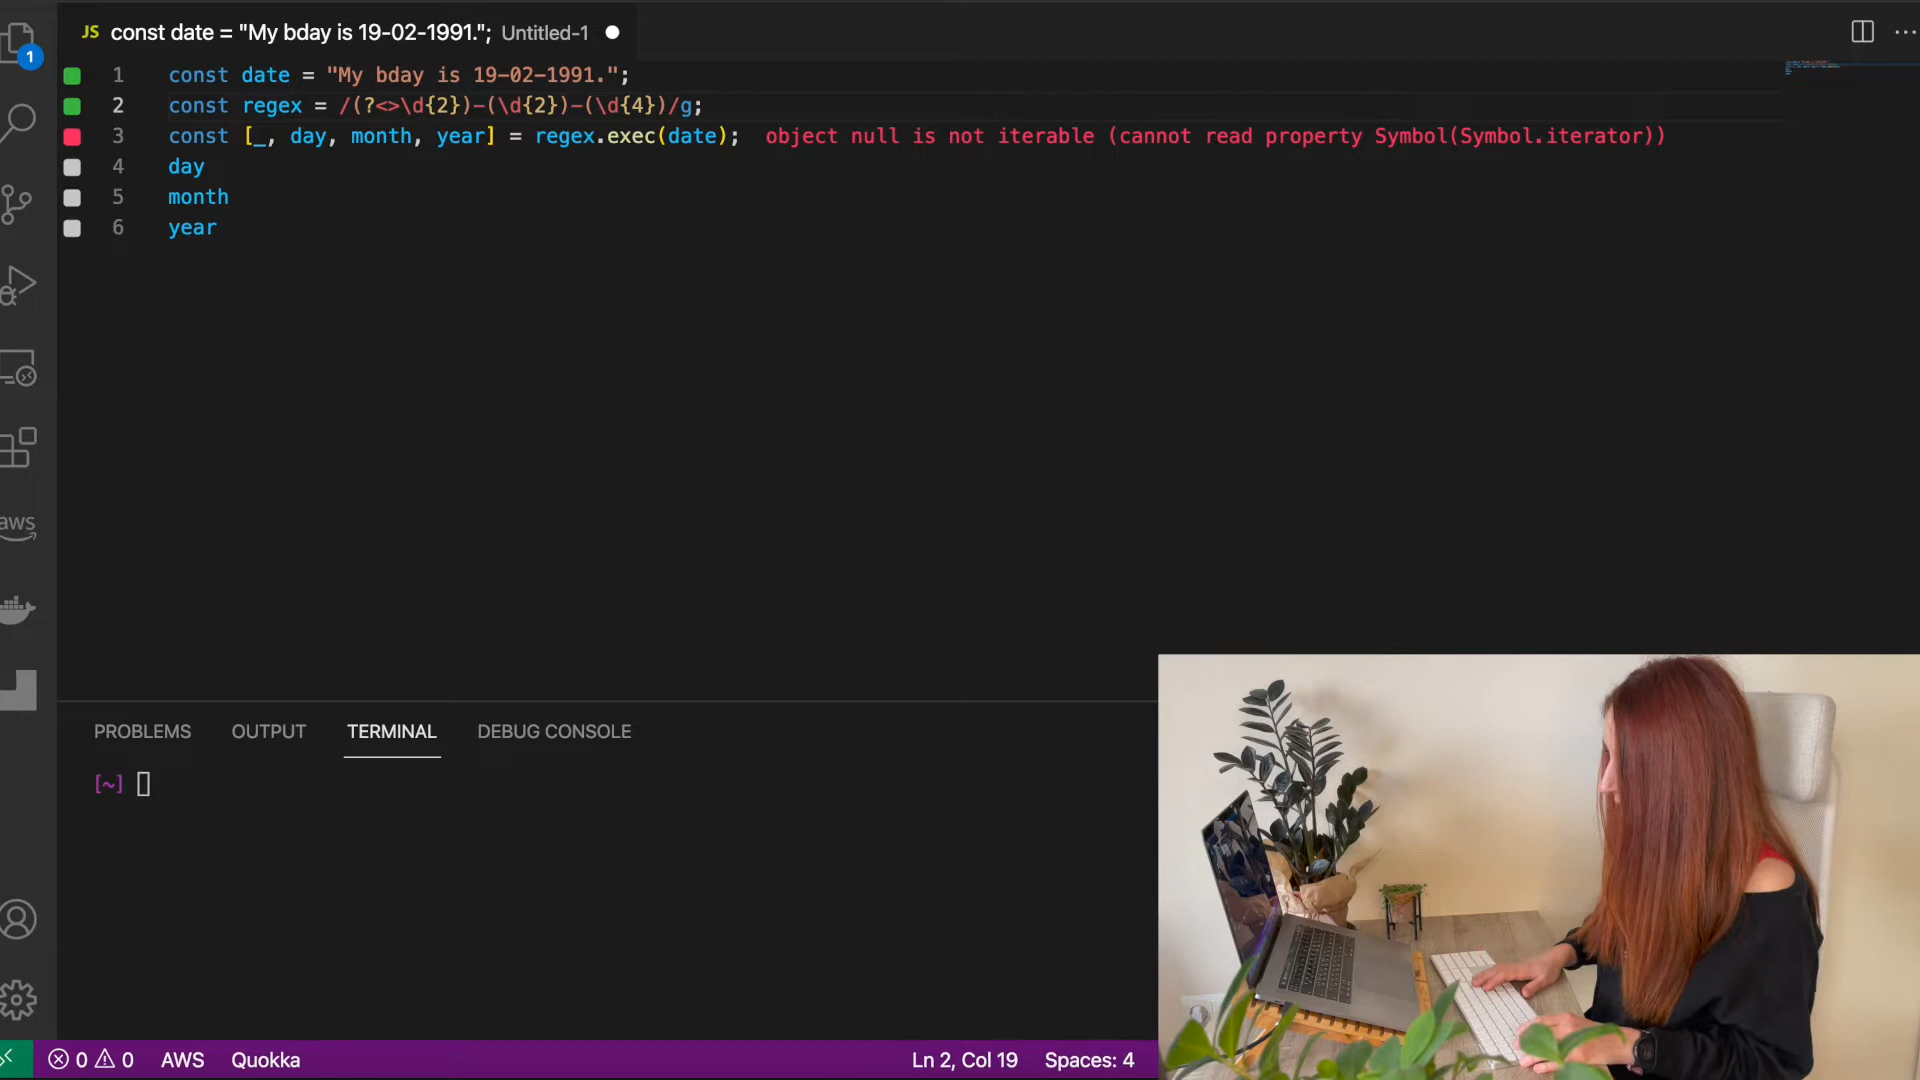 JS const date = "My bday is 19-02-1991."; Untitled-1
1
1 const date = "My bday is 19-02-1991.";
2 const regex = /(?<>\d{2})-(\d{2})-(\d{4})/g;
3 const [_, day, month, year] = regex.exec(date); object null is not iterable (cannot read property Symbol(Symbol.iterator))
4 day
5 month
6 year
aws
PROBLEMS OUTPUT TERMINAL DEBUG CONSOLE
[~]
0 0 AWS Quokka Ln 2, Col 19 Spaces: 4